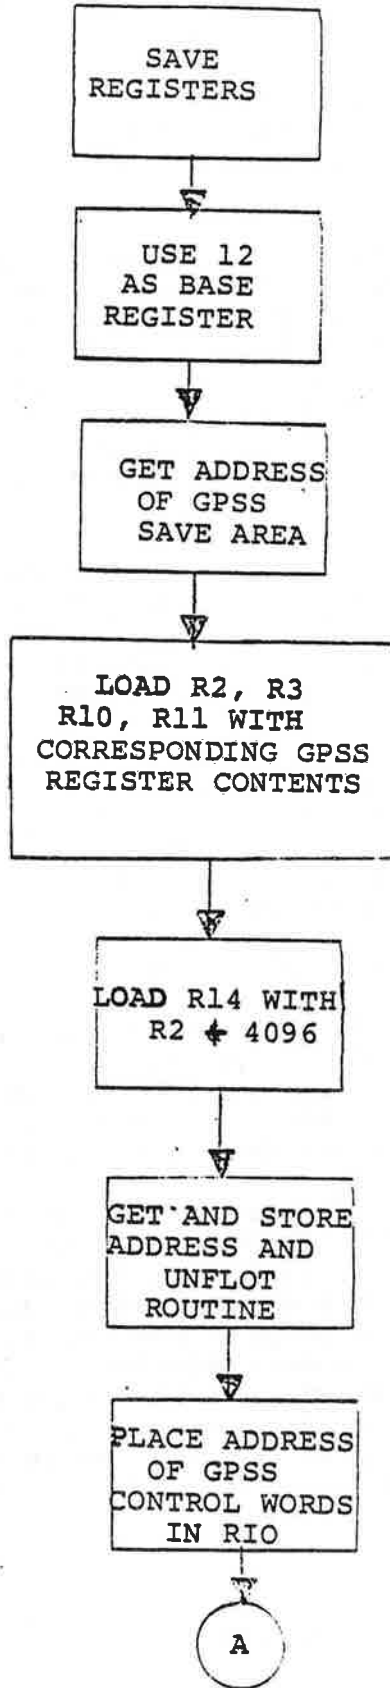 SAVE
REGISTERS
USE 12
AS BASE
REGISTER
GET ADDRESS
OF GPSS
SAVE AREA
LOAD R2, R3
R10, R11 WITH
CORRESPONDING GPSS
REGISTER CONTENTS
LOAD R14 WITH
R2 + 4096
GET AND STORE
ADDRESS AND
UNFLOT
ROUTINE
PLACE ADDRESS
OF GPSS
CONTROL WORDS
IN RIO
A